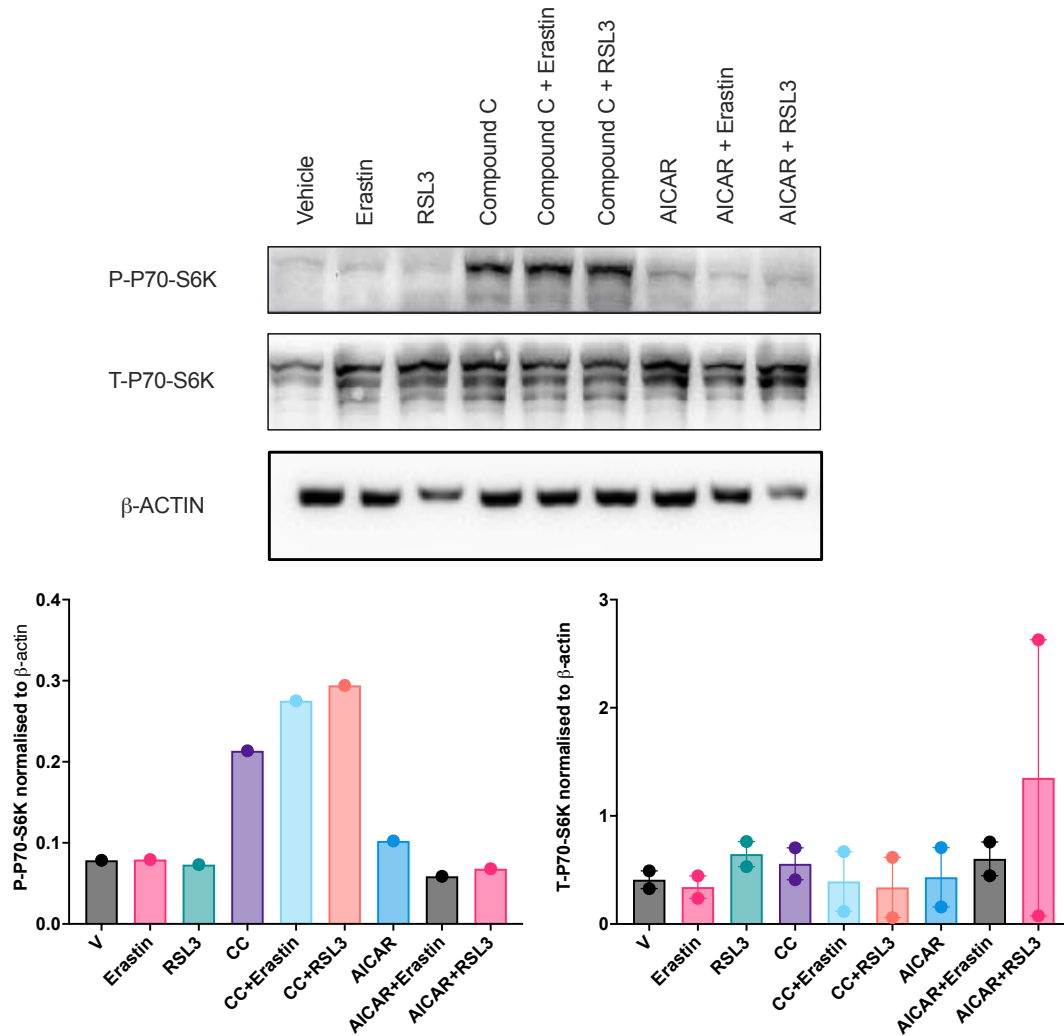 Vehicle
Erastin
RSL3
Compound C
Compound C + Erastin
Compound C + RSL3
AICAR
AICAR + Erastin
AICAR + RSL3
P-P70-S6K
T-P70-S6K
β-ACTIN
P-P70-S6K normalised to β-actin
0.4
0.3
0.2
0.1
0.0
V
Erastin
RSL3
CC
CC+Erastin
CC+RSL3
AICAR
AICAR+Erastin
AICAR+RSL3
T-P70-S6K normalised to β-actin
3
2
1
0
V
Erastin
RSL3
CC
CC+Erastin
CC+RSL3
AICAR
AICAR+Erastin
AICAR+RSL3